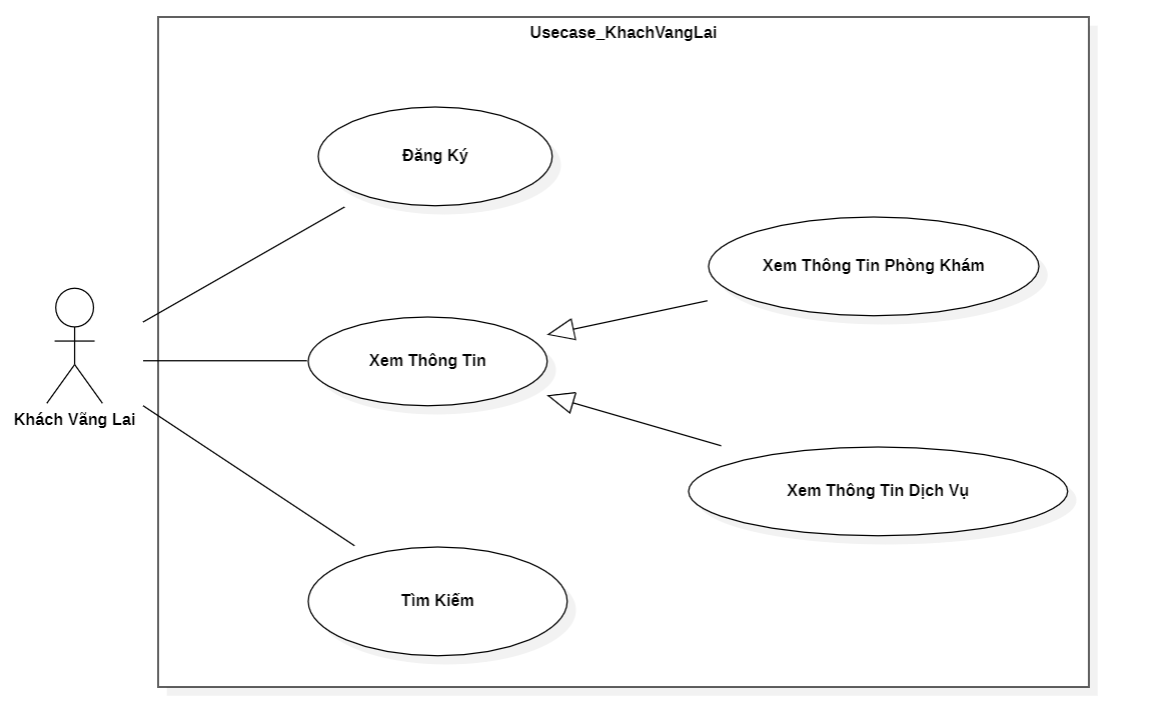 Usecase_KhachVangLai
Đăng Ký
Xem Thông Tin Phòng Khám
Xem Thông Tin
Khách Vãng Lai
Xem Thông Tin Dịch Vụ
Tìm Kiếm